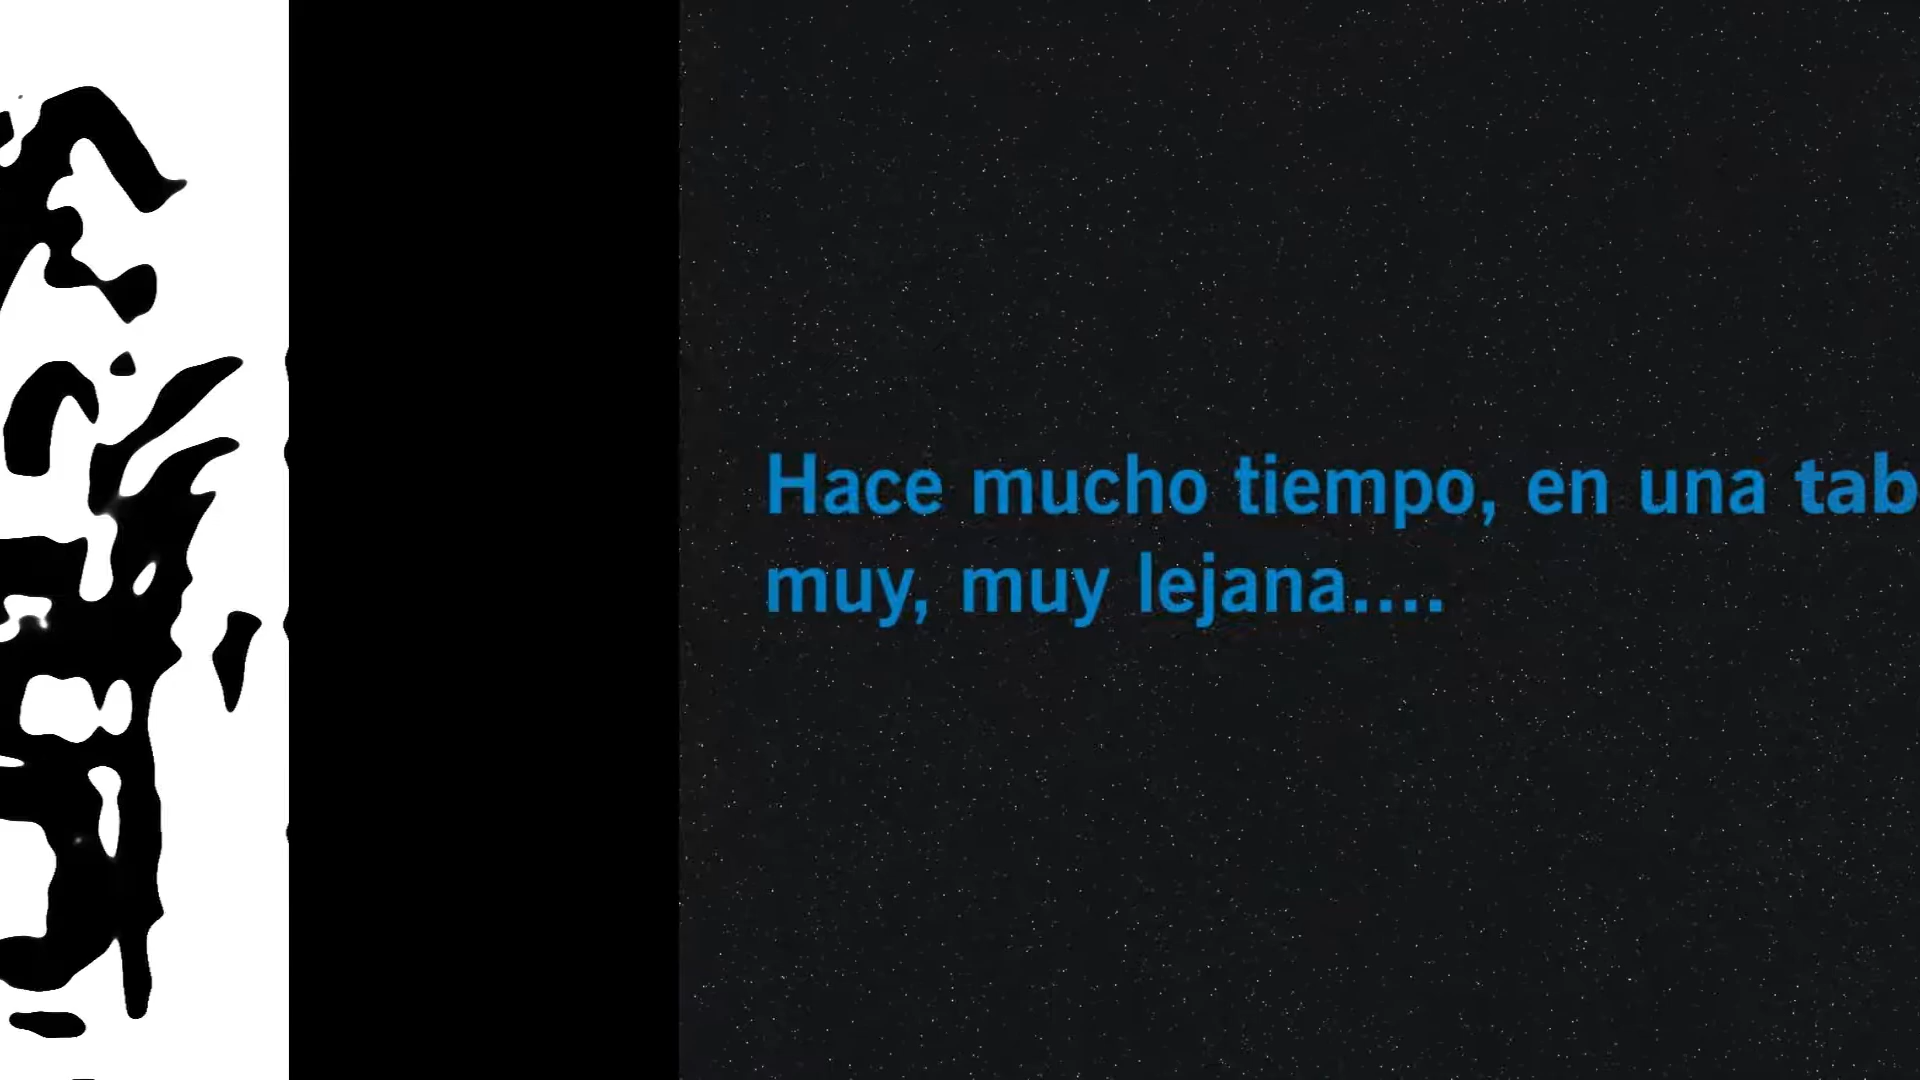 Hace mucho tiempo, en una tab
muy, muy lejana....